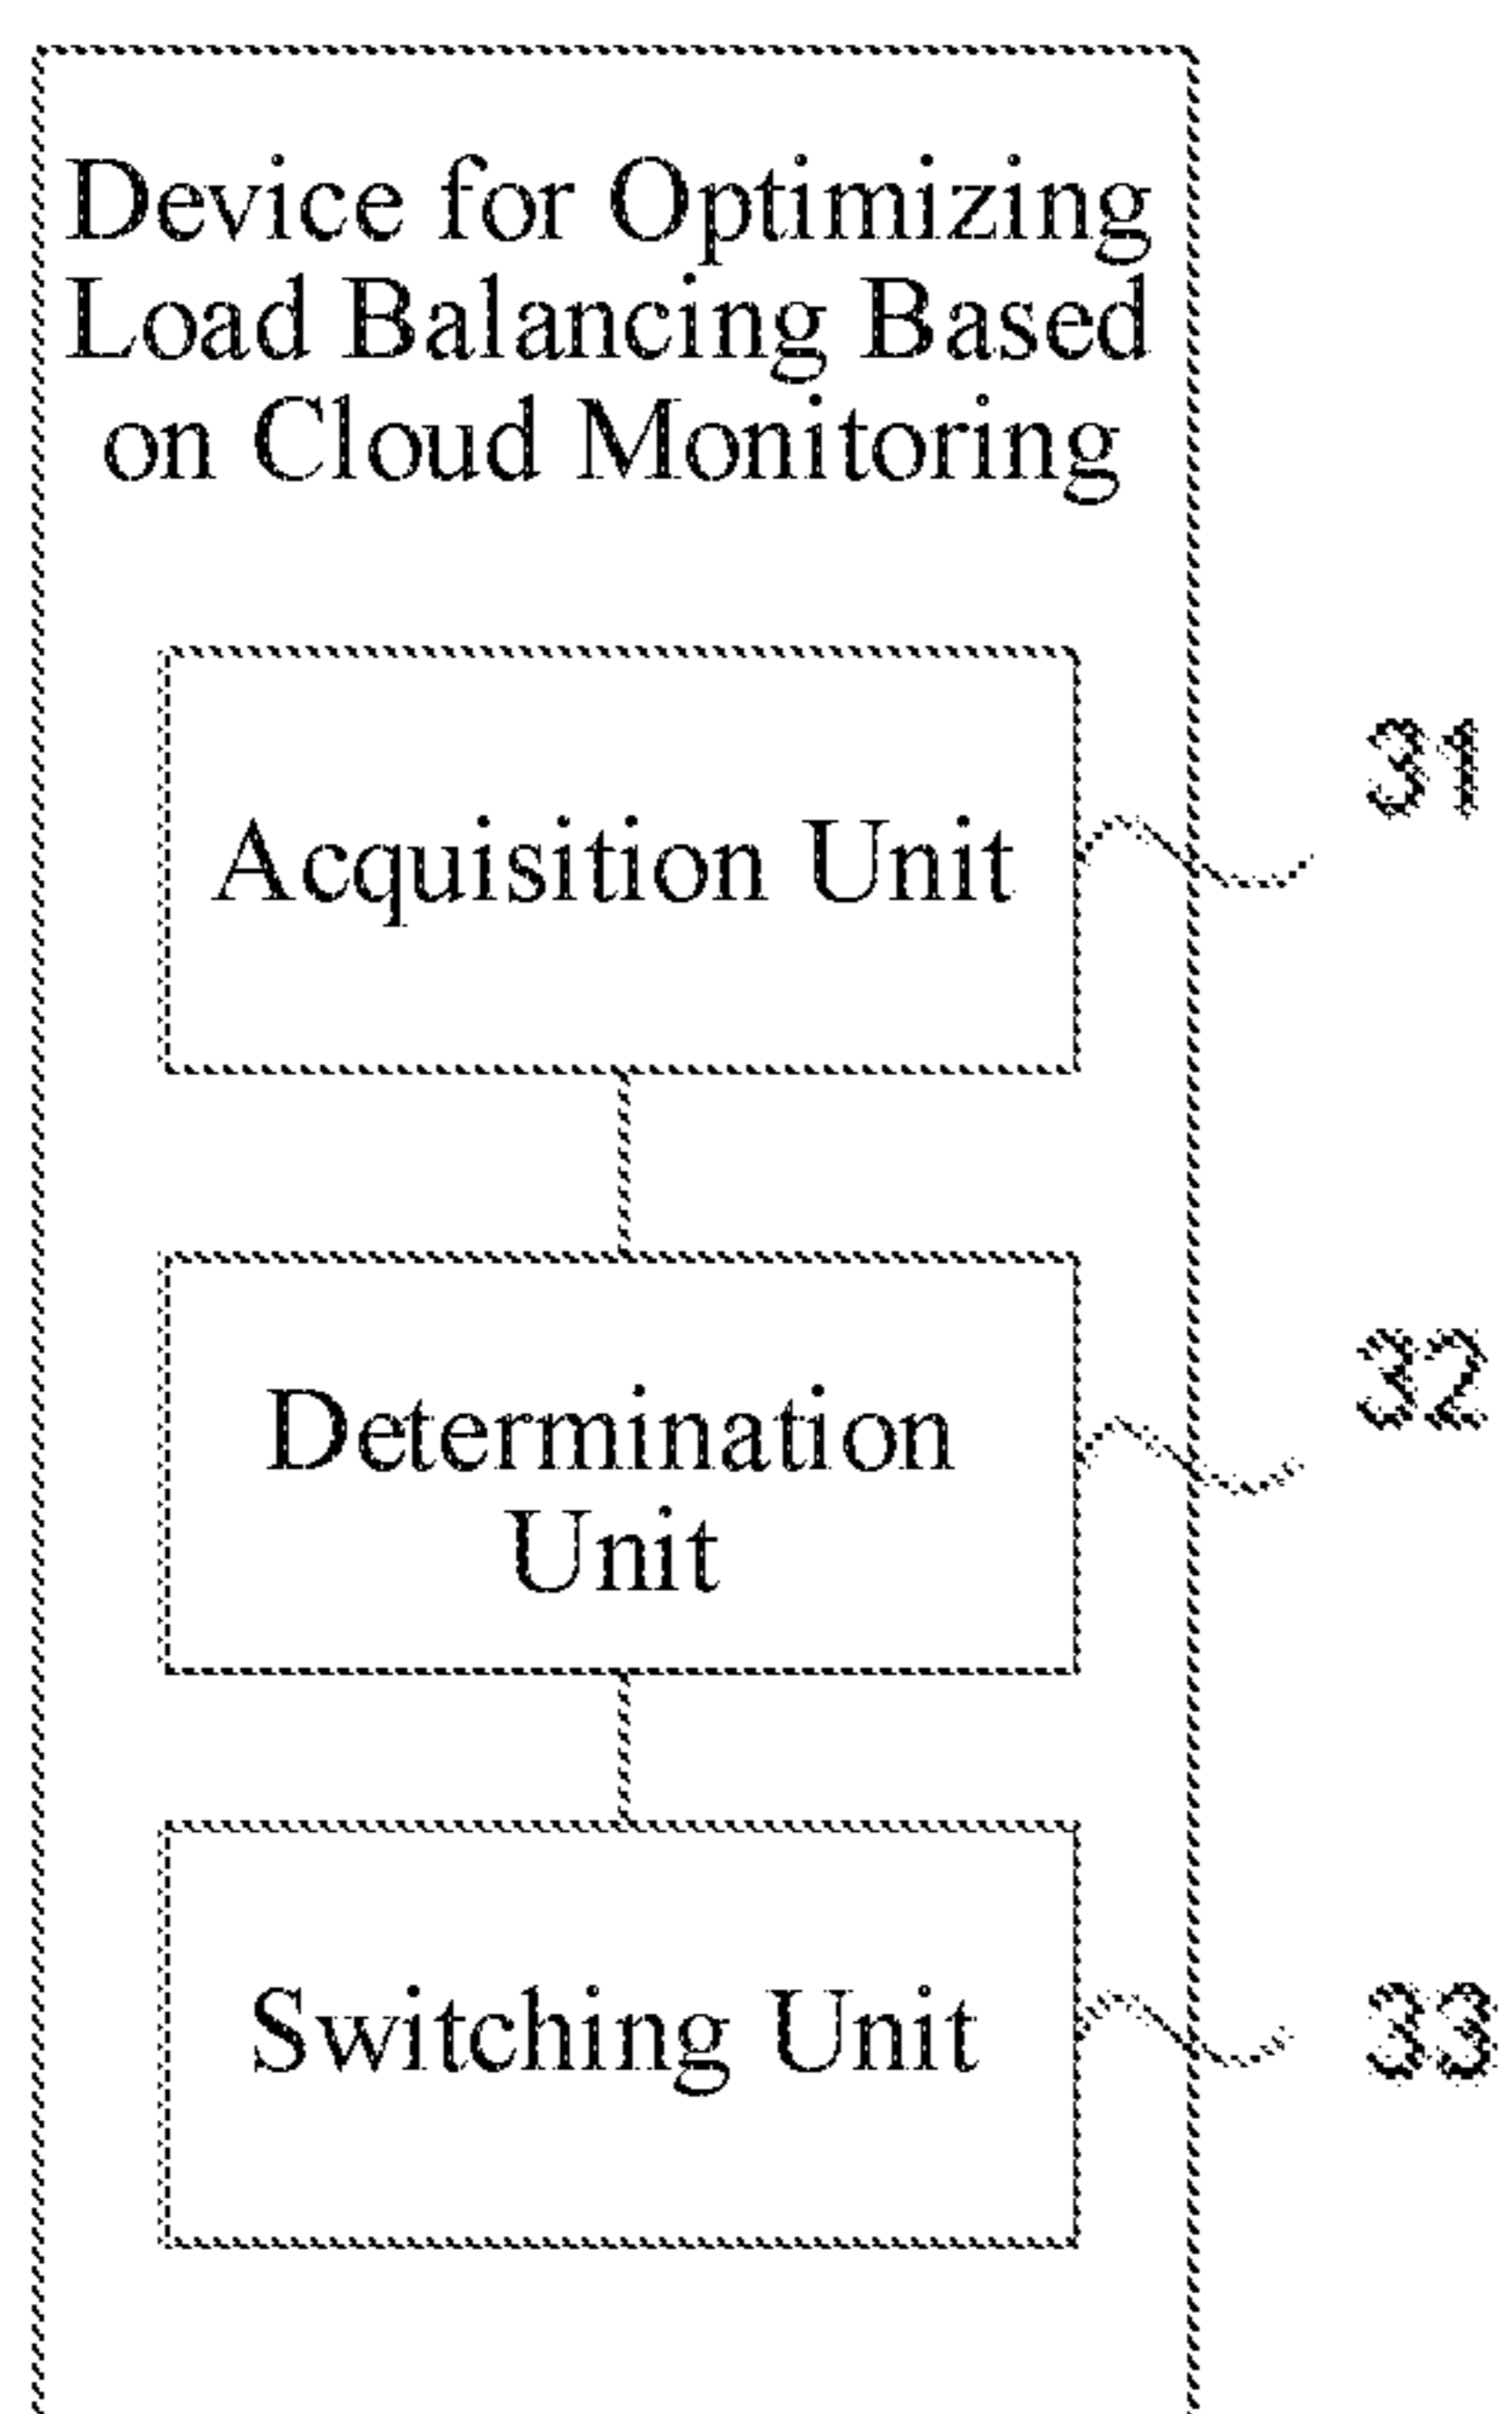 Device for Optimizing
Load Balancing Based
on Cloud Monitoring
Acquisition Unit
31
Determination
Unit
32
Switching Unit
33